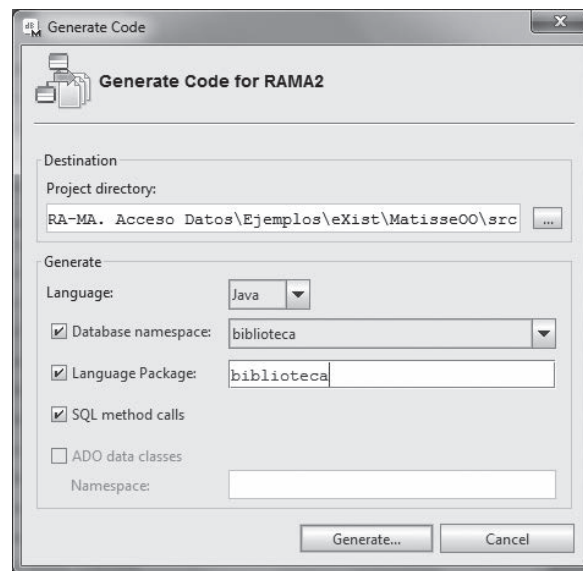 Generate Code
Generate Code for RAMA2
Destination
Project directory:
RA-MA. Acceso Datos\Ejemplos\eXist\MatisseOO\src
...
Generate
Language: Java
Database namespace: biblioteca
Language Package: biblioteca
SQL method calls
ADO data classes
Namespace:
Generate... Cancel